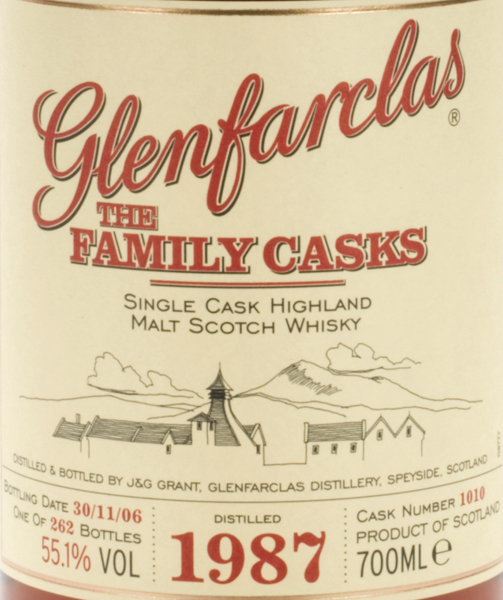 Glenfarclas ®
THE
FAMILY CASKS
SINGLE CASK HIGHLAND
MALT SCOTCH WHISKY
DISTILLED & BOTTLED BY J&G GRANT, GLENFARCLAS DISTILLERY, SPEYSIDE, SCOTLAND
BOTTLING DATE 30/11/06
ONE OF 262 BOTTLES
55.1% VOL
DISTILLED
1987
CASK NUMBER 1010
PRODUCT OF SCOTLAND
700ML e